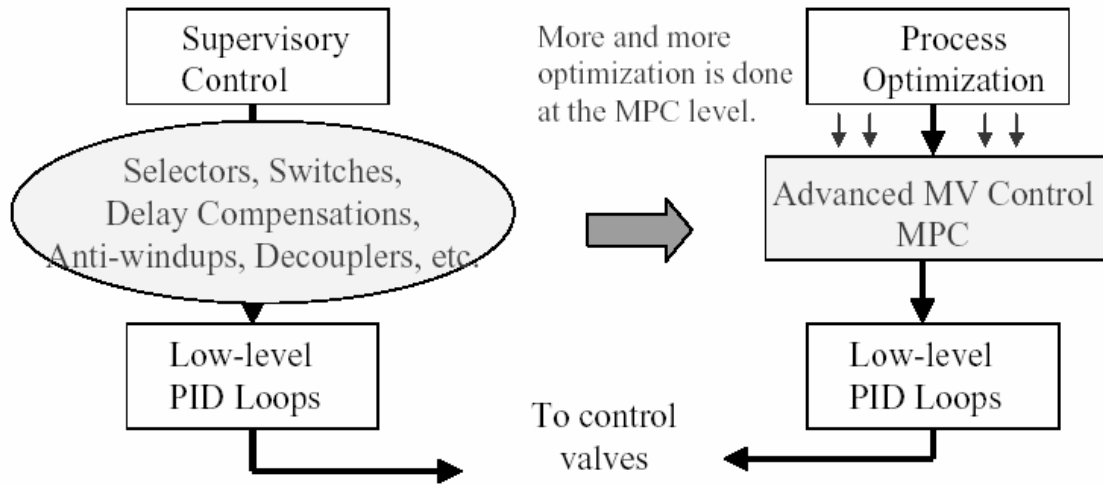 Supervisory
Control
Selectors, Switches,
Delay Compensations,
Anti-windups, Decouplers, etc.
Low-level
PID Loops
More and more
optimization is done
at the MPC level.
To control
valves
Process
Optimization
Advanced MV Control
MPC
Low-level
PID Loops